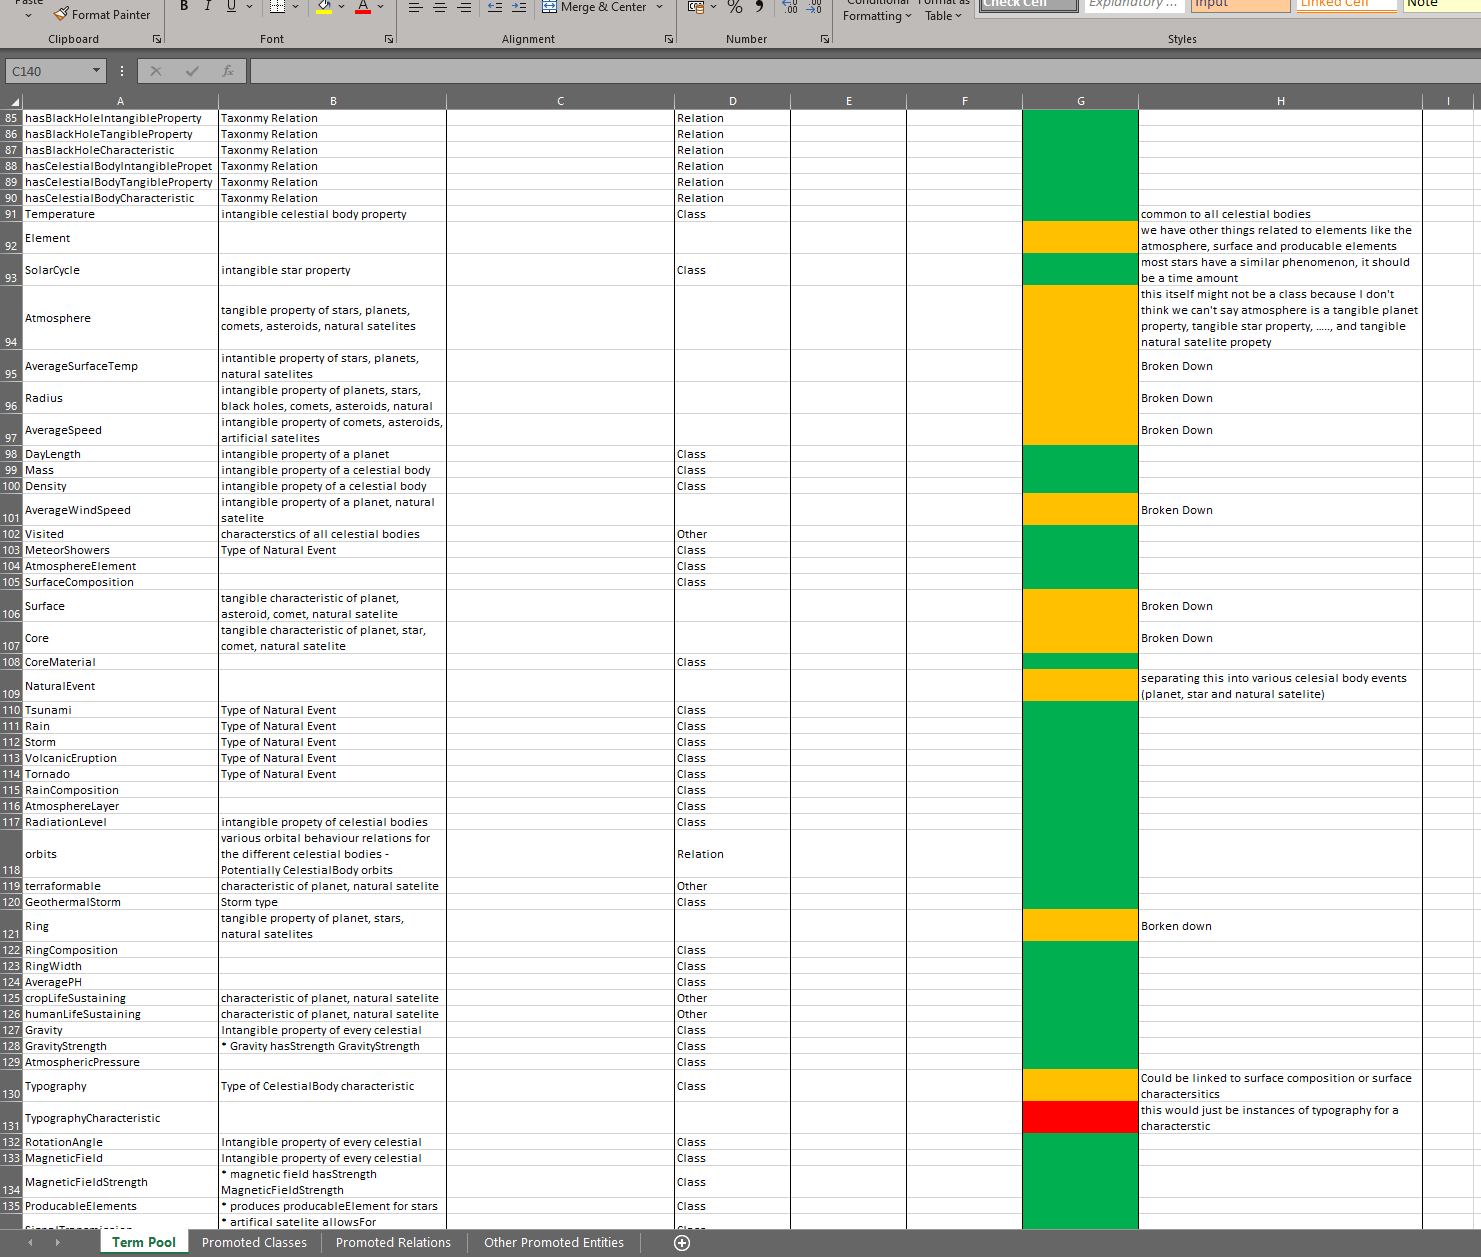 Paste
Format Painter
B I U
A
Merge & Center
%
Conditional
Formatting
Format as
Table
Check Cell
Explanatory ...
Input
Linked Cell
Note
Clipboard
Font
Alignment
Number
Styles
C140
fx
A B C D E F G H I
85 hasBlackHoleIntangibleProperty Taxonmy Relation Relation
86 hasBlackHoleTangibleProperty Taxonmy Relation Relation
87 hasBlackHoleCharacteristic Taxonmy Relation Relation
88 hasCelestialBodyIntangiblePropet Taxonmy Relation Relation
89 hasCelestialBodyTangibleProperty Taxonmy Relation Relation
90 hasCelestialBodyCharacteristic Taxonmy Relation Relation
91 Temperature intangible celestial body property Class common to all celestial bodies
92 Element we have other things related to elements like the
atmosphere, surface and producable elements
93 SolarCycle intangible star property Class most stars have a similar phenomenon, it should
be a time amount
94 Atmosphere tangible property of stars, planets,
comets, asteroids, natural satelites
this itself might not be a class because I don't
think we can't say atmosphere is a tangible planet
property, tangible star property, ....., and tangible
natural satelite propety
95 AverageSurfaceTemp intantible property of stars, planets,
natural satelites
Broken Down
96 Radius intangible property of planets, stars,
black holes, comets, asteroids, natural
Broken Down
97 AverageSpeed intangible property of comets, asteroids,
artificial satelites
Broken Down
98 DayLength intangible property of a planet Class
99 Mass intangible property of a celestial body Class
100 Density intangible propety of a celestial body Class
101 AverageWindSpeed intangible property of a planet, natural
satelite
Broken Down
102 Visited characterstics of all celestial bodies Other
103 MeteorShowers Type of Natural Event Class
104 AtmosphereElement Class
105 SurfaceComposition Class
106 Surface tangible characteristic of planet,
asteroid, comet, natural satelite
Broken Down
107 Core tangible characteristic of planet, star,
comet, natural satelite
Broken Down
108 CoreMaterial Class
109 NaturalEvent separating this into various celesial body events
(planet, star and natural satelite)
110 Tsunami Type of Natural Event Class
111 Rain Type of Natural Event Class
112 Storm Type of Natural Event Class
113 VolcanicEruption Type of Natural Event Class
114 Tornado Type of Natural Event Class
115 RainComposition Class
116 AtmosphereLayer Class
117 RadiationLevel intangible propety of celestial bodies Class
118 orbits various orbital behaviour relations for
the different celestial bodies -
Potentially CelestialBody orbits
Relation
119 terraformable characteristic of planet, natural satelite Other
120 GeothermalStorm Storm type Class
121 Ring tangible property of planet, stars,
natural satelites
Borken down
122 RingComposition Class
123 RingWidth Class
124 AveragePH Class
125 cropLifeSustaining characteristic of planet, natural satelite Other
126 humanLifeSustaining characteristic of planet, natural satelite Other
127 Gravity Intangible property of every celestial Class
128 GravityStrength * Gravity hasStrength GravityStrength Class
129 AtmosphericPressure Class
130 Typography Type of CelestialBody characteristic Class Could be linked to surface composition or surface
charactersitics
131 TypographyCharacteristic this would just be instances of typography for a
characterstic
132 RotationAngle Intangible property of every celestial Class
133 MagneticField Intangible property of every celestial Class
134 MagneticFieldStrength * magnetic field hasStrength
MagneticFieldStrength
Class
135 ProducableElements * produces producableElement for stars Class
SignalTransmission * artifical satelite allowsFor Class
Term Pool Promoted Classes Promoted Relations Other Promoted Entities